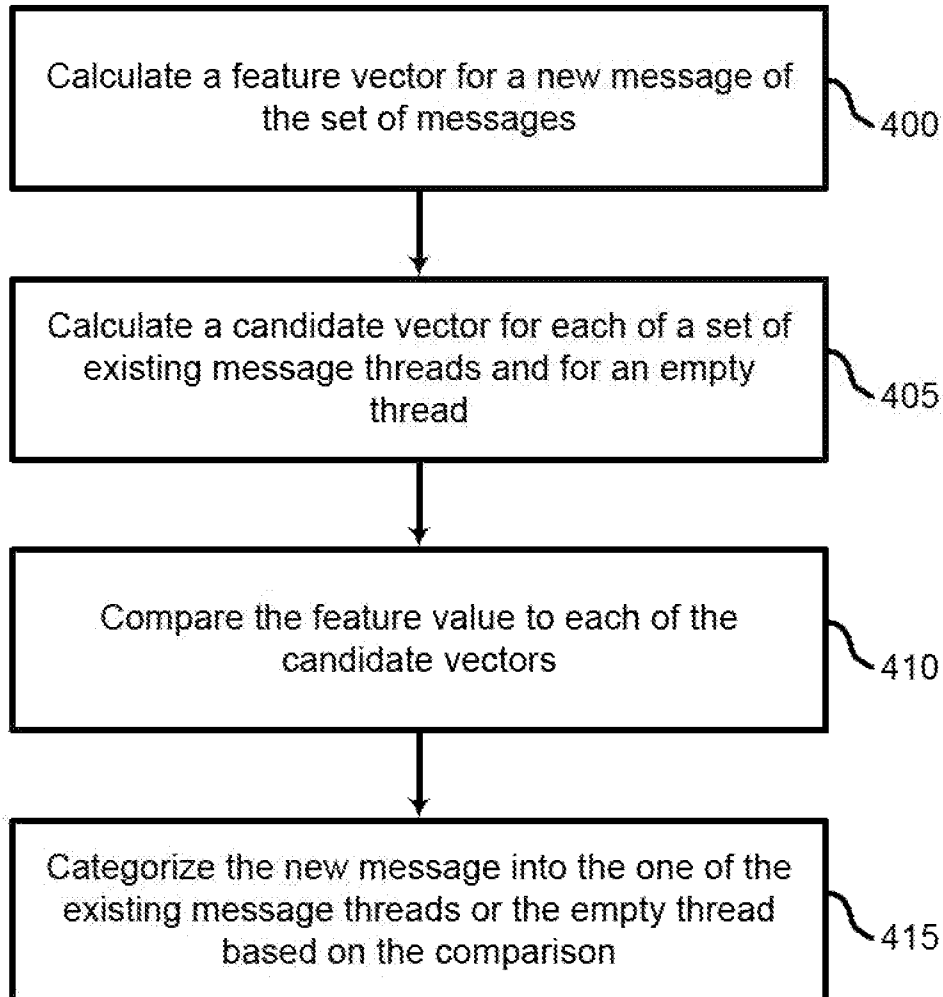 Calculate a feature vector for a new message of
the set of messages
400
Calculate a candidate vector for each of a set of
existing message threads and for an empty
thread
405
Compare the feature value to each of the
candidate vectors
410
Categorize the new message into the one of the
existing message threads or the empty thread
based on the comparison
415